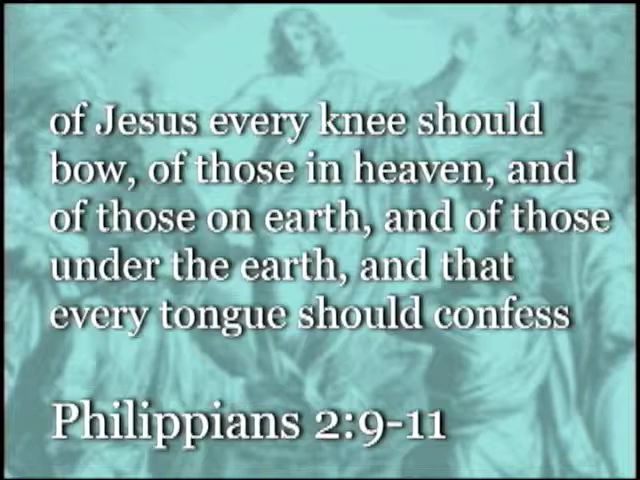 of Jesus every knee should
bow, of those in heaven, and
of those on earth, and of those
under the earth, and that
every tongue should confess
Philippians 2:9-11